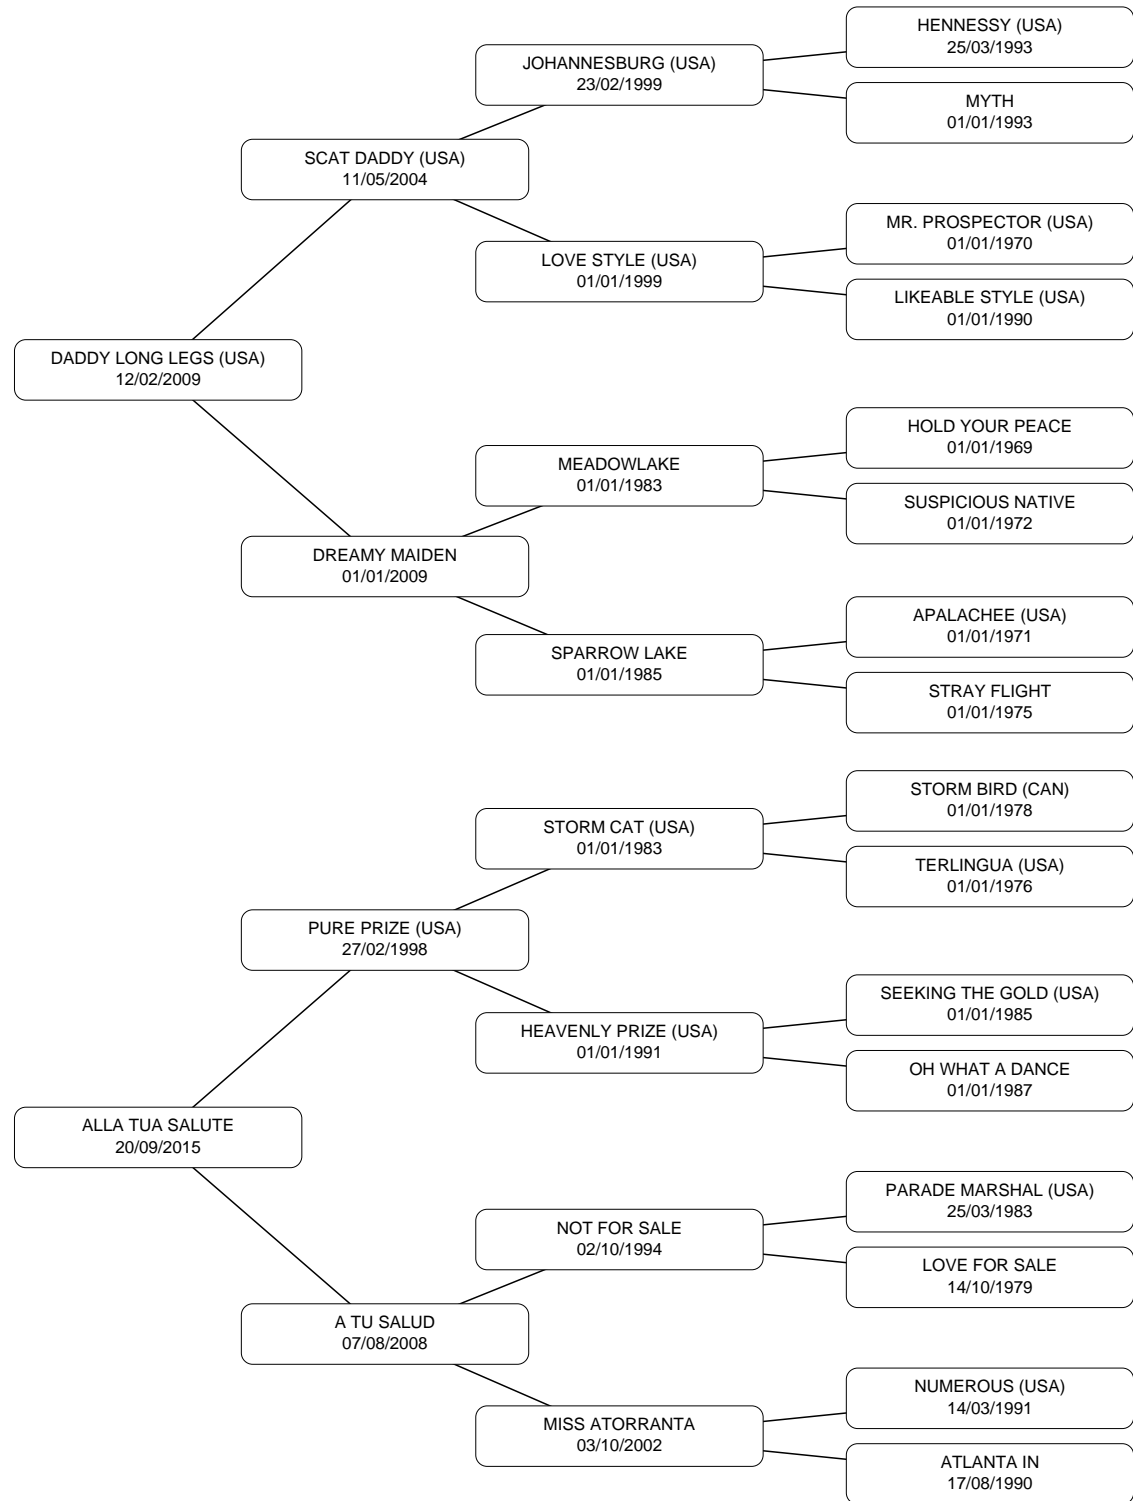 HENNESSY (USA)
25/03/1993
JOHANNESBURG (USA)
23/02/1999
MYTH
01/01/1993
SCAT DADDY (USA)
11/05/2004
MR. PROSPECTOR (USA)
01/01/1970
LOVE STYLE (USA)
01/01/1999
LIKEABLE STYLE (USA)
01/01/1990
DADDY LONG LEGS (USA)
12/02/2009
HOLD YOUR PEACE
01/01/1969
MEADOWLAKE
01/01/1983
SUSPICIOUS NATIVE
01/01/1972
DREAMY MAIDEN
01/01/2009
APALACHEE (USA)
01/01/1971
SPARROW LAKE
01/01/1985
STRAY FLIGHT
01/01/1975
STORM BIRD (CAN)
01/01/1978
STORM CAT (USA)
01/01/1983
TERLINGUA (USA)
01/01/1976
PURE PRIZE (USA)
27/02/1998
SEEKING THE GOLD (USA)
01/01/1985
HEAVENLY PRIZE (USA)
01/01/1991
OH WHAT A DANCE
01/01/1987
ALLA TUA SALUTE
20/09/2015
PARADE MARSHAL (USA)
25/03/1983
NOT FOR SALE
02/10/1994
LOVE FOR SALE
14/10/1979
A TU SALUD
07/08/2008
NUMEROUS (USA)
14/03/1991
MISS ATORRANTA
03/10/2002
ATLANTA IN
17/08/1990